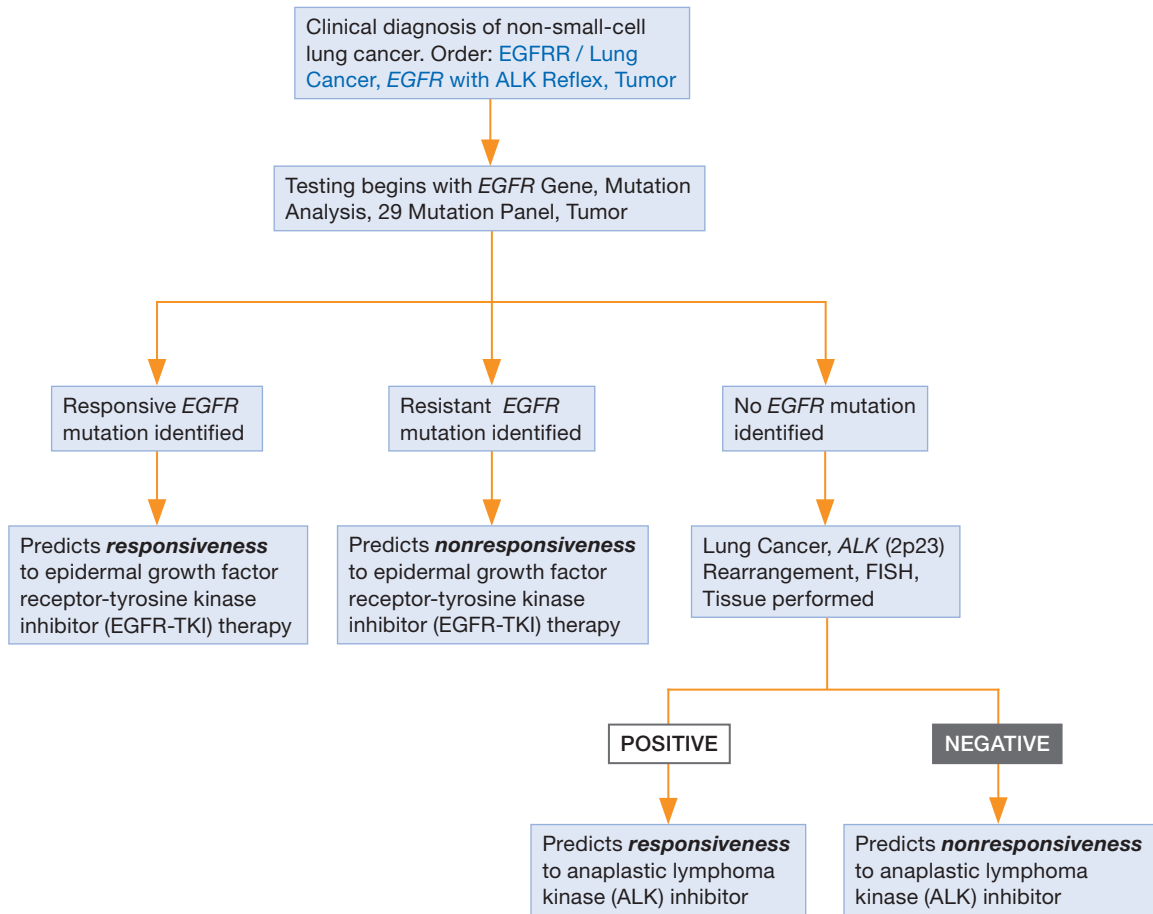 Clinical diagnosis of non-small-cell
lung cancer. Order: EGFRR / Lung
Cancer, EGFR with ALK Reflex, Tumor
Testing begins with EGFR Gene, Mutation
Analysis, 29 Mutation Panel, Tumor
Responsive EGFR
mutation identified
Resistant EGFR
mutation identified
No EGFR mutation
identified
Predicts responsiveness
to epidermal growth factor
receptor-tyrosine kinase
inhibitor (EGFR-TKI) therapy
Predicts nonresponsiveness
to epidermal growth factor
receptor-tyrosine kinase
inhibitor (EGFR-TKI) therapy
Lung Cancer, ALK (2p23)
Rearrangement, FISH,
Tissue performed
POSITIVE
NEGATIVE
Predicts responsiveness
to anaplastic lymphoma
kinase (ALK) inhibitor
Predicts nonresponsiveness
to anaplastic lymphoma
kinase (ALK) inhibitor